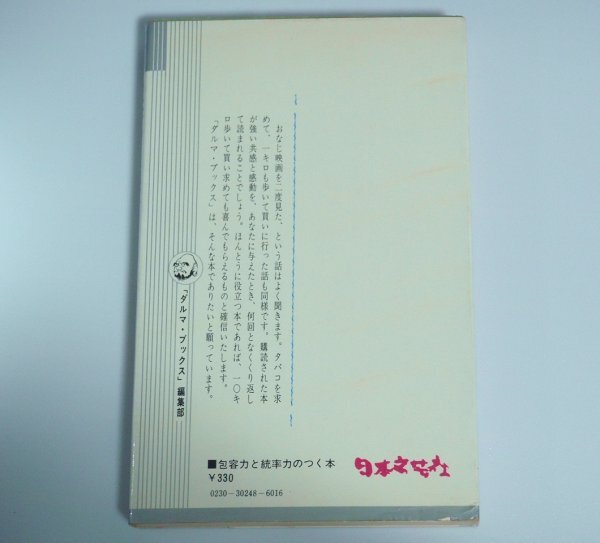 おなじ映画を二度見た、という話はよく聞きます。タバコを求
めて、一キロも歩いて買いに行った話も同様です。購読された本
が強い共感と感動を、あなたに与えたとき、何回となくくり返し
て読まれることでしょう。ほんとうに役立つ本であれば、一〇キ
ロ歩いて買い求めても喜んでもらえるものと確信いたします。
「ダルマ・ブックス」は、そんな本でありたいと願っています。
「ダルマ・ブックス」編集部
■包容力と統率力のつく本
¥330
0230-30248-6016
日本文芸社